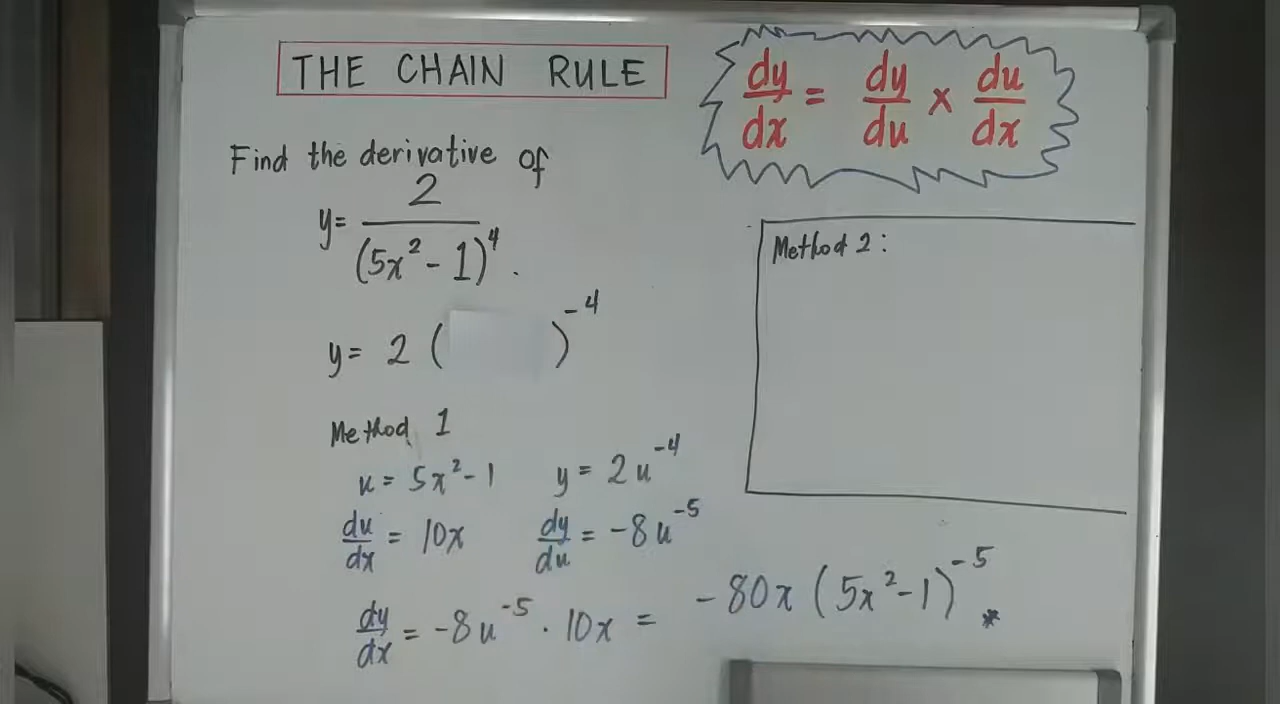 THE CHAIN RULE
dy/dx = dy/du × du/dx
Find the derivative of
y = 2/(5x² - 1)⁴ .
y = 2 ( )⁻⁴
Method 1
u = 5x² - 1 y = 2u⁻⁴
du/dx = 10x dy/du = -8u⁻⁵
dy/dx = -8u⁻⁵ · 10x = -80x (5x² - 1)⁻⁵ *
Method 2 :